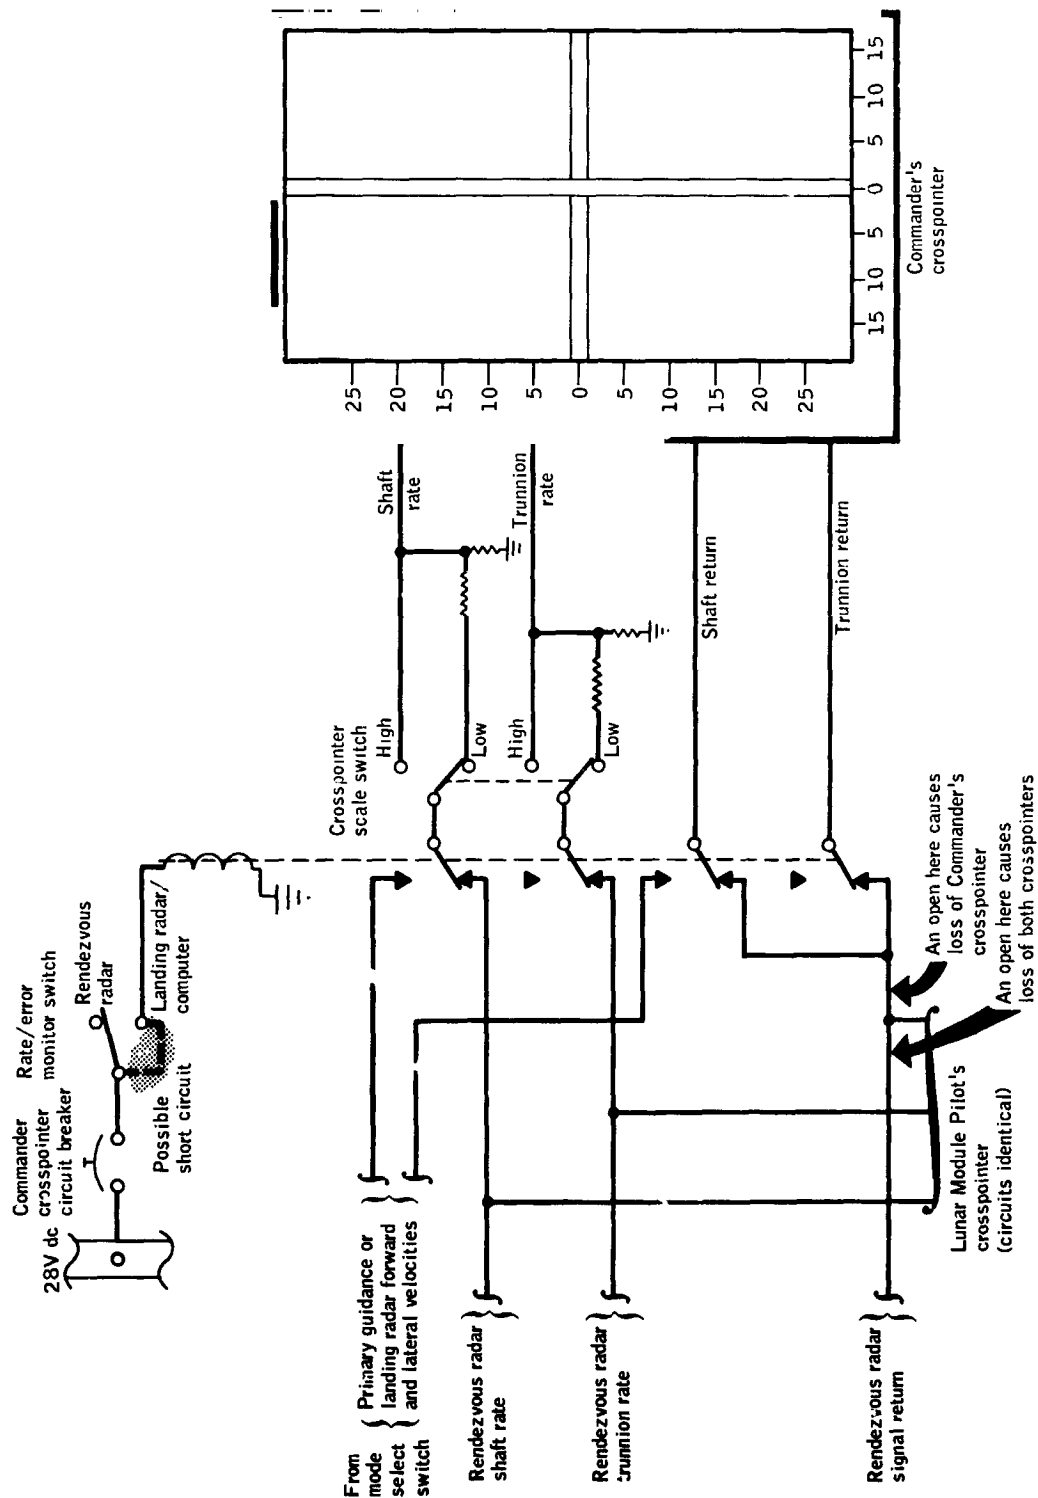 28V dc
Commander
crosspointer
circuit breaker
Rate/error
monitor switch
Rendezvous
radar
Landing radar/
computer
Possible
short circuit
Crosspointer
scale switch
High
Low
High
Low
Shaft
rate
Trunnion
rate
Shaft return
Trunnion return
25
20
15
10
5
0
5
10
15
20
25
15
10
5
0
5
10
15
Commander's
crosspointer
From
mode
select
switch
Primary guidance or
landing radar forward
and lateral velocities
Rendezvous radar
shaft rate
Rendezvous radar
trunnion rate
Rendezvous radar
signal return
Lunar Module Pilot's
crosspointer
(circuits identical)
An open here causes
loss of Commander's
crosspointer
An open here causes
loss of both crosspointers